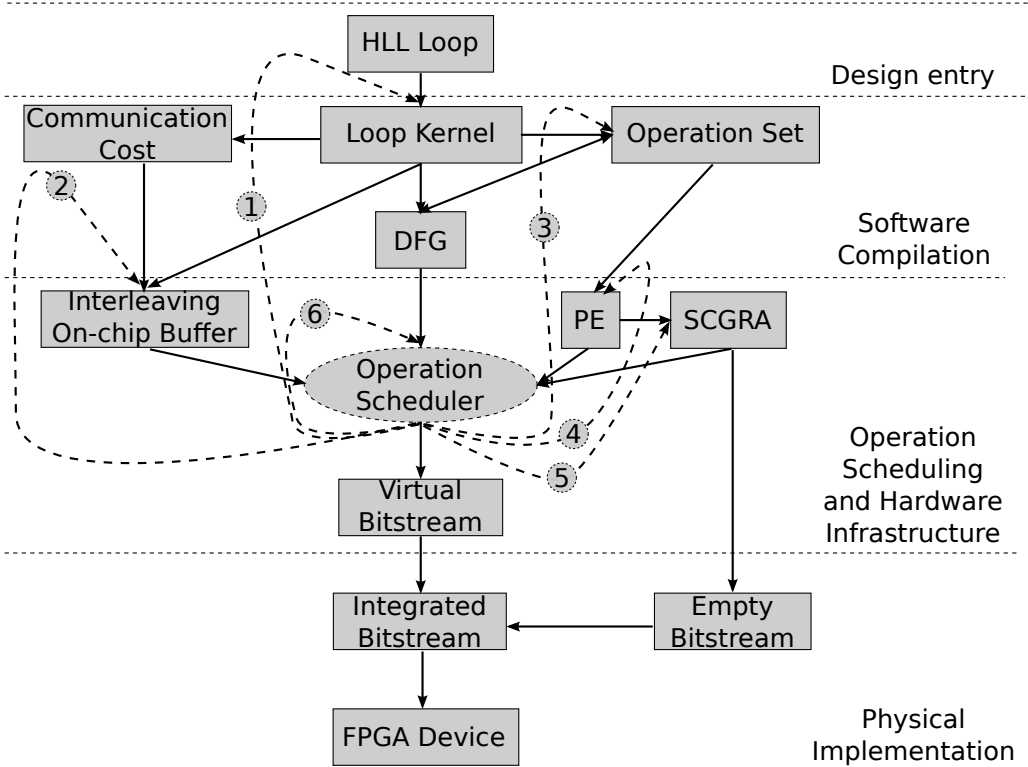 HLL Loop
Design entry
Communication
Cost
Loop Kernel
Operation Set
2
1
3
DFG
Software
Compilation
Interleaving
On-chip Buffer
6
PE
SCGRA
Operation
Scheduler
4
5
Operation
Scheduling
and Hardware
Infrastructure
Virtual
Bitstream
Integrated
Bitstream
Empty
Bitstream
FPGA Device
Physical
Implementation